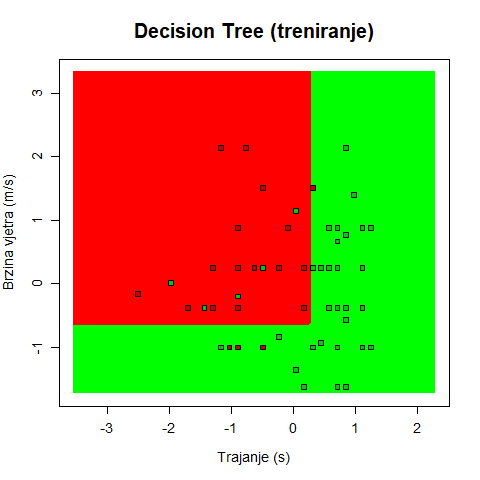 Decision Tree (treniranje)
3
2
1
0
-1
Brzina vjetra (m/s)
-3 -2 -1 0 1 2
Trajanje (s)